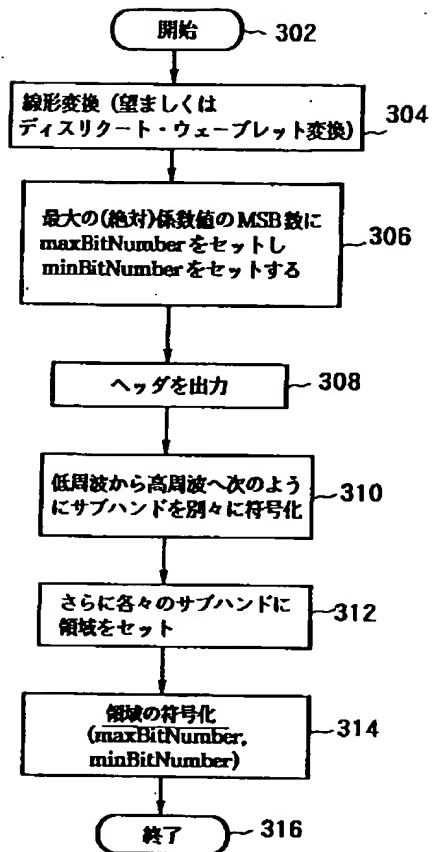 開始
302
線形変換(望ましくは
ディスリクート・ウェーブレット変換)
304
最大の(絶対)係数値のMSB数に
maxBitNumberをセットし
minBitNumberをセットする
306
ヘッダを出力
308
低周波から高周波へ次のよう
にサブハンドを別々に符号化
310
さらに各々のサブハンドに
領域をセット
312
領域の符号化
(maxBitNumber,
minBitNumber)
314
終了
316